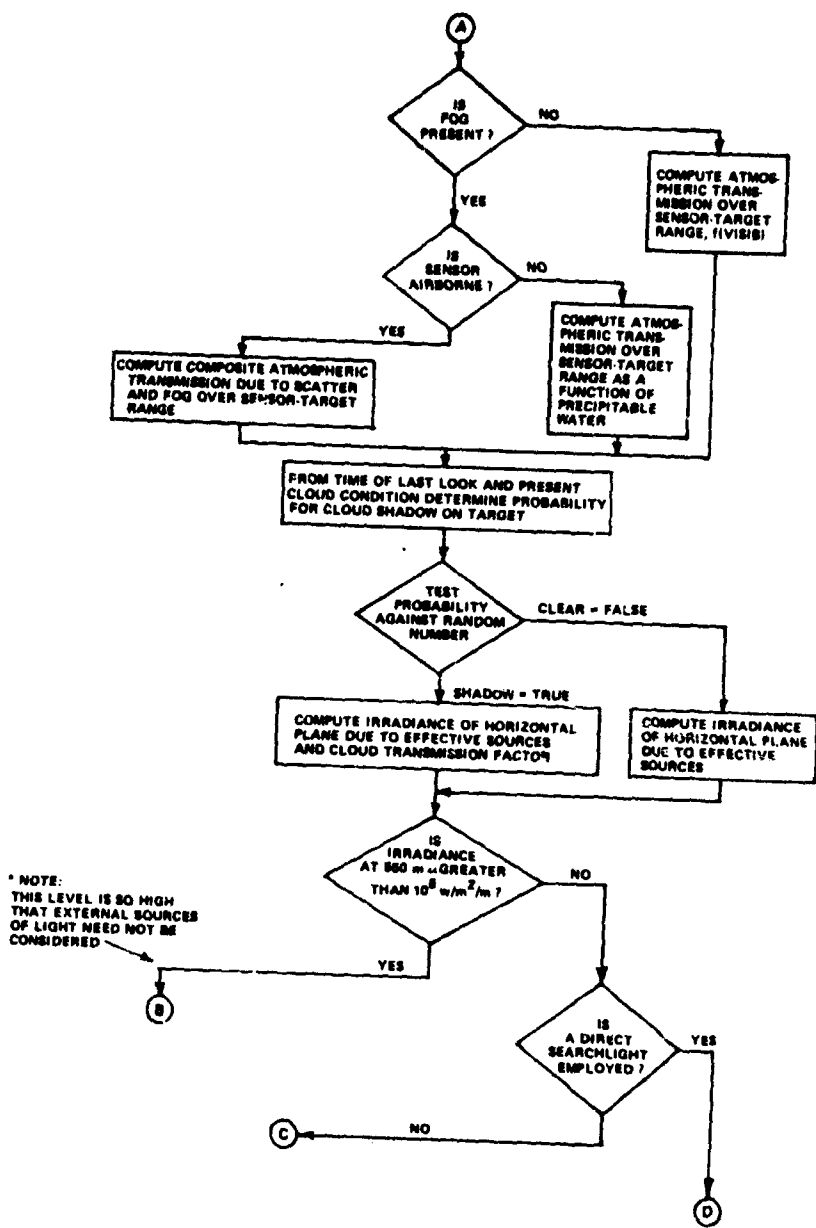 A
IS
FOG
PRESENT ?
NO
YES
COMPUTE ATMOS-
PHERIC TRANS-
MISSION OVER
SENSOR-TARGET
RANGE, f(VISIB)
IS
SENSOR
AIRBORNE ?
NO
YES
COMPUTE ATMOS-
PHERIC TRANS-
MISSION OVER
SENSOR-TARGET
RANGE AS A
FUNCTION OF
PRECIPITABLE
WATER
COMPUTE COMPOSITE ATMOSPHERIC
TRANSMISSION DUE TO SCATTER
AND FOG OVER SENSOR-TARGET
RANGE
FROM TIME OF LAST LOOK AND PRESENT
CLOUD CONDITION DETERMINE PROBABILITY
FOR CLOUD SHADOW ON TARGET
TEST
PROBABILITY
AGAINST RANDOM
NUMBER
CLEAR = FALSE
SHADOW = TRUE
COMPUTE IRRADIANCE OF HORIZONTAL
PLANE DUE TO EFFECTIVE SOURCES
AND CLOUD TRANSMISSION FACTOR
COMPUTE IRRADIANCE
OF HORIZONTAL PLANE
DUE TO EFFECTIVE
SOURCES
IS
IRRADIANCE
AT 550 m GREATER
THAN w/m²/m ?
NO
YES
* NOTE:
THIS LEVEL IS SO HIGH
THAT EXTERNAL SOURCES
OF LIGHT NEED NOT BE
CONSIDERED
B
IS
A DIRECT
SEARCHLIGHT
EMPLOYED ?
YES
NO
C
D